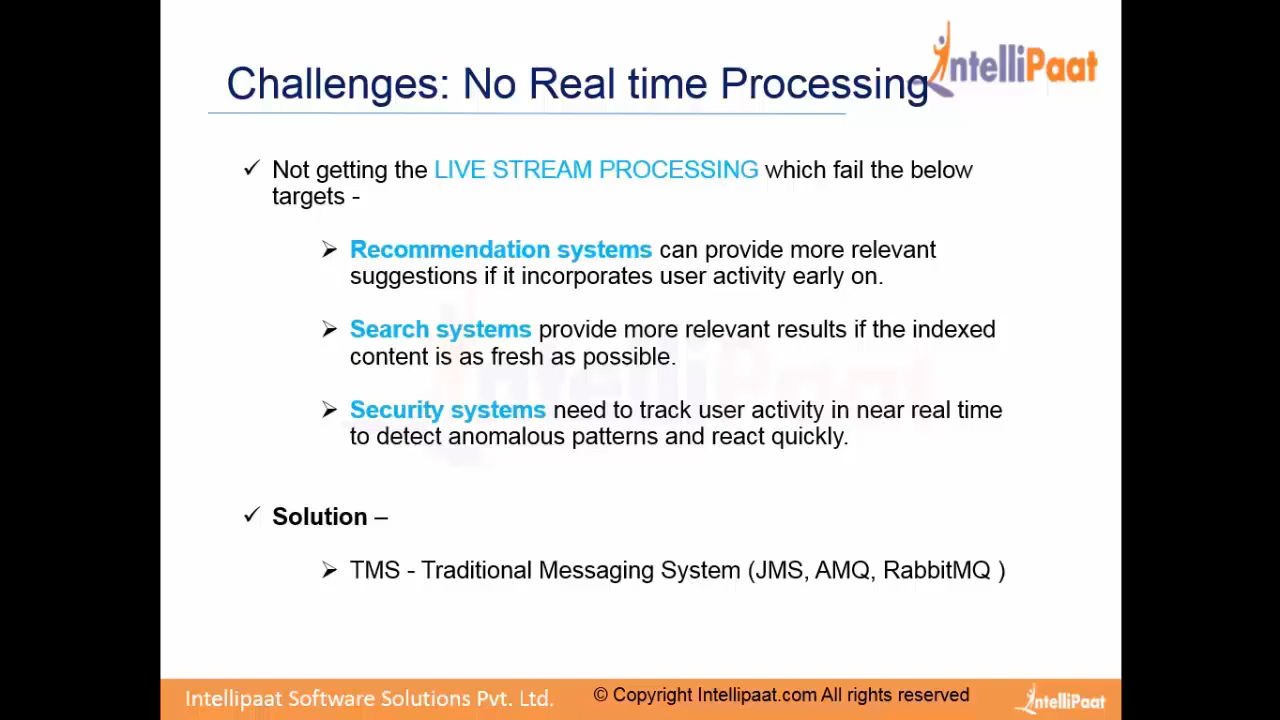 IntelliPaat
Challenges: No Real time Processing
✓ Not getting the LIVE STREAM PROCESSING which fail the below
targets -
➢ Recommendation systems can provide more relevant
suggestions if it incorporates user activity early on.
➢ Search systems provide more relevant results if the indexed
content is as fresh as possible.
➢ Security systems need to track user activity in near real time
to detect anomalous patterns and react quickly.
✓ Solution –
➢ TMS - Traditional Messaging System (JMS, AMQ, RabbitMQ )
Intellipaat Software Solutions Pvt. Ltd.
© Copyright Intellipaat.com All rights reserved
IntelliPaat